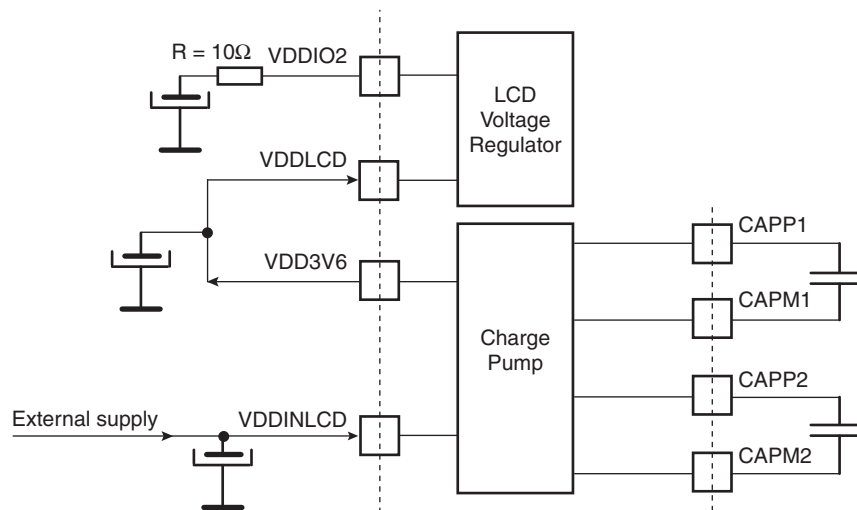 R = 10Ω
VDDIO2
LCD
Voltage
Regulator
VDDLCD
VDD3V6
CAPP1
CAPM1
Charge
Pump
CAPP2
External supply
VDDINLCD
CAPM2